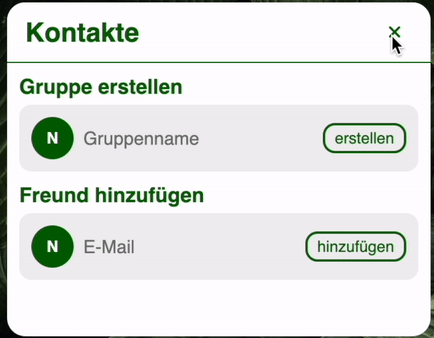 Kontakte ×
Gruppe erstellen
N Gruppenname erstellen
Freund hinzufügen
N E-Mail hinzufügen